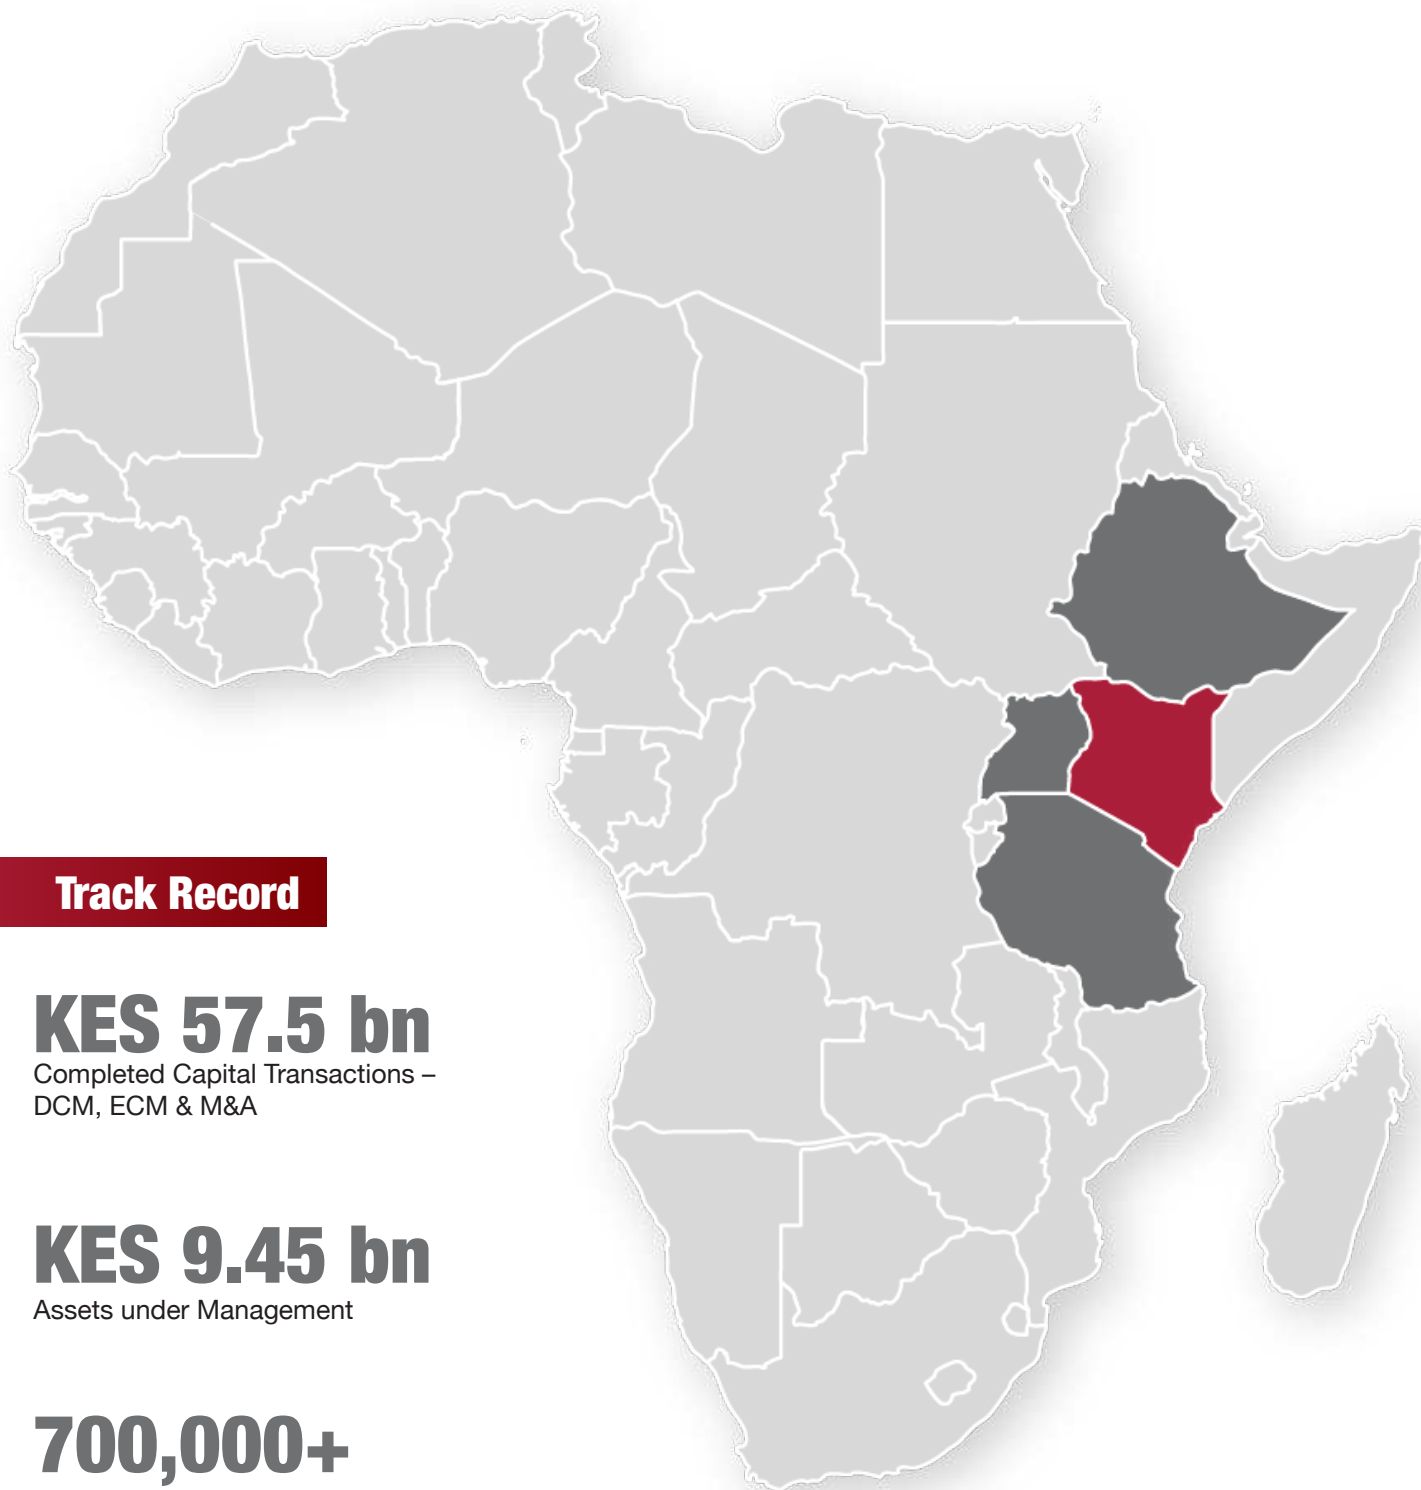 Track Record
KES 57.5 bn
Completed Capital Transactions –
DCM, ECM & M&A
KES 9.45 bn
Assets under Management
700,000+